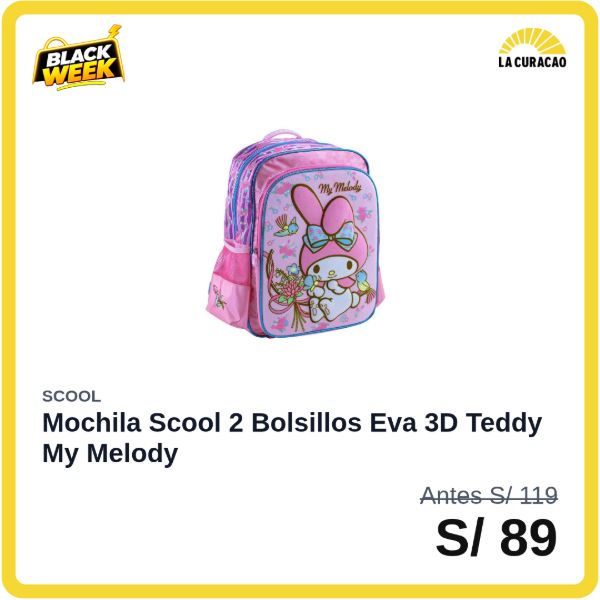 BLACK
WEEK
LA CURACAO
My Melody
SCOOL
Mochila Scool 2 Bolsillos Eva 3D Teddy
My Melody
Antes S/ 119
S/ 89